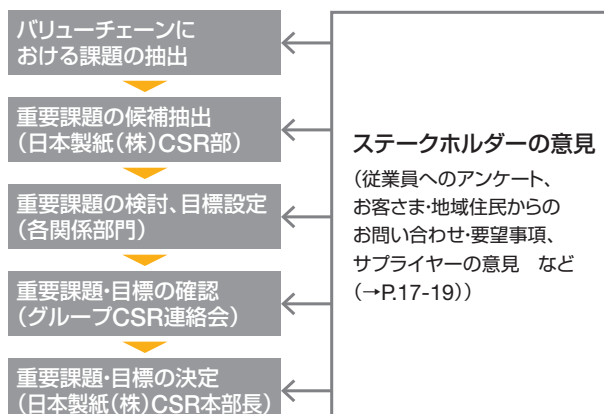 バリューチェーンに
おける課題の抽出
重要課題の候補抽出
（日本製紙（株）CSR部）
重要課題の検討、目標設定
（各関係部門）
重要課題・目標の確認
（グループCSR連絡会）
重要課題・目標の決定
（日本製紙（株）CSR本部長）
ステークホルダーの意見
（従業員へのアンケート、
お客さま・地域住民からの
お問い合わせ・要望事項、
サプライヤーの意見　など
（→P.17-19））